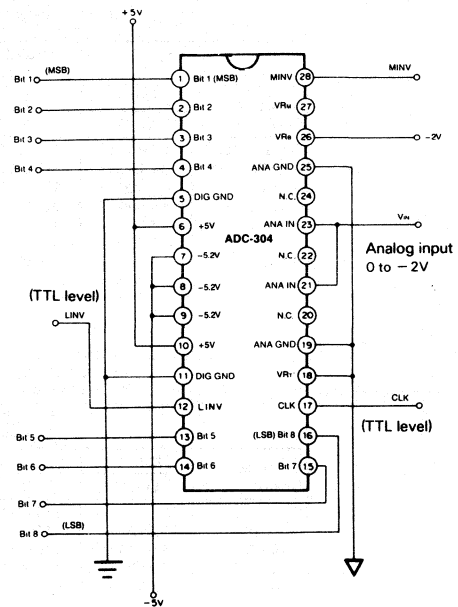 +5V
(MSB)
Bit 1
Bit 2
Bit 3
Bit 4
(TTL level)
LINV
Bit 5
Bit 6
Bit 7
(LSB)
Bit 8
-5V
1 Bit 1 (MSB)
2 Bit 2
3 Bit 3
4 Bit 4
5 DIG GND
6 +5V
7 -5.2V
8 -5.2V
9 -5.2V
10 +5V
11 DIG GND
12 LINV
13 Bit 5
14 Bit 6
ADC-304
MINV 28
VRM 27
VRB 26
ANA GND 25
N.C. 24
ANA IN 23
N.C. 22
ANA IN 21
N.C. 20
ANA GND 19
VRT 18
CLK 17
(LSB) Bit 8 16
Bit 7 15
MINV
-2V
VIN
Analog input
0 to -2V
CLK
(TTL level)